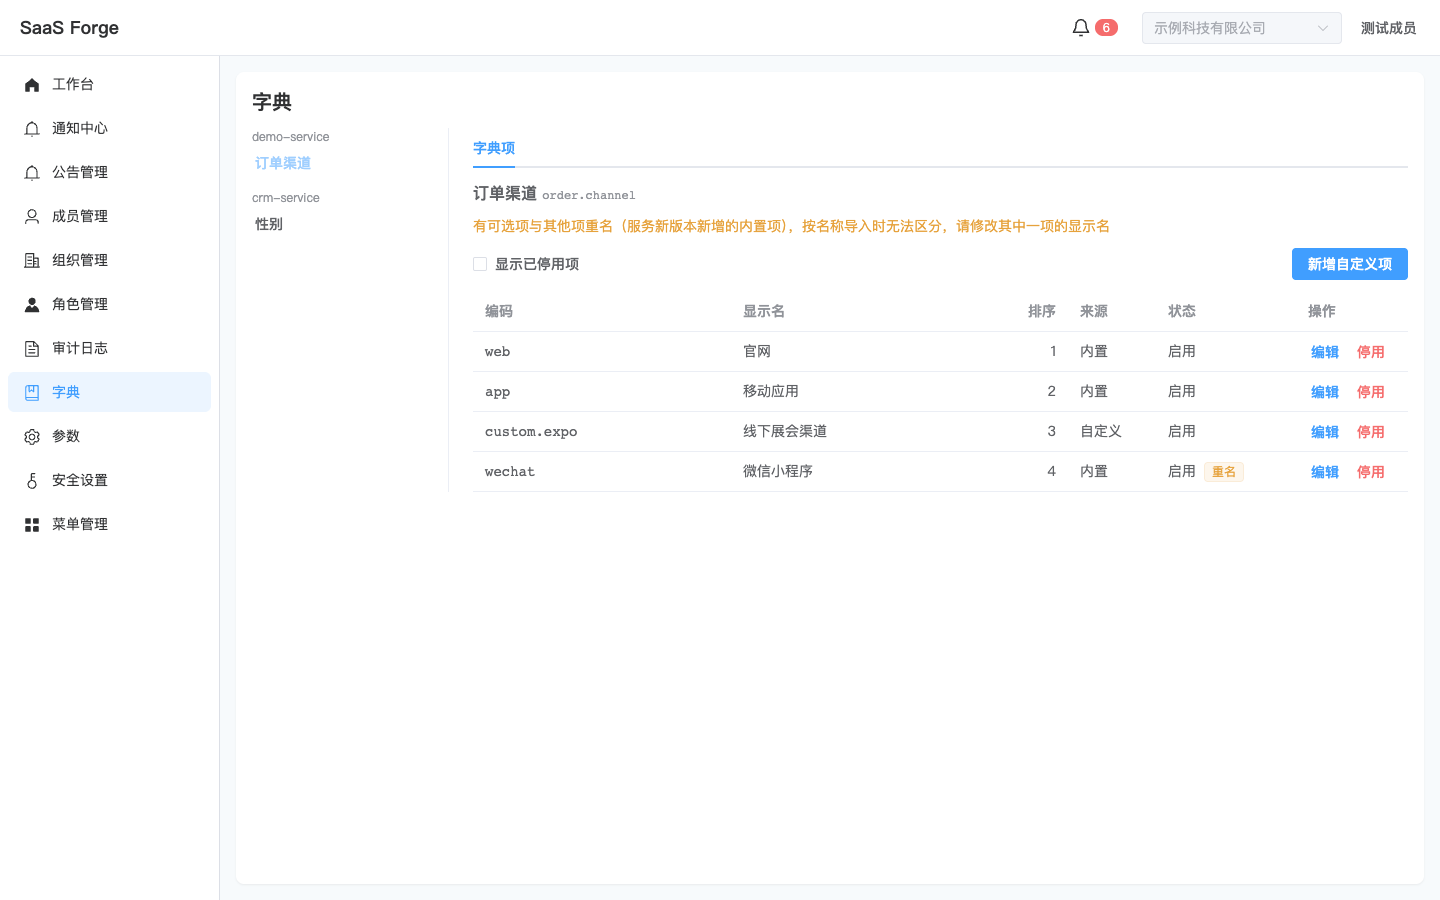 SaaS Forge
6
示例科技有限公司
测试成员
工作台
通知中心
公告管理
成员管理
组织管理
角色管理
审计日志
字典
参数
安全设置
菜单管理
字典
demo-service
订单渠道
crm-service
性别
字典项
订单渠道 order.channel
有可选项与其他项重名（服务新版本新增的内置项），按名称导入时无法区分，请修改其中一项的显示名
显示已停用项
新增自定义项
编码 显示名 排序 来源 状态 操作
web 官网 1 内置 启用 编辑 停用
app 移动应用 2 内置 启用 编辑 停用
custom.expo 线下展会渠道 3 自定义 启用 编辑 停用
wechat 微信小程序 4 内置 启用 重名 编辑 停用